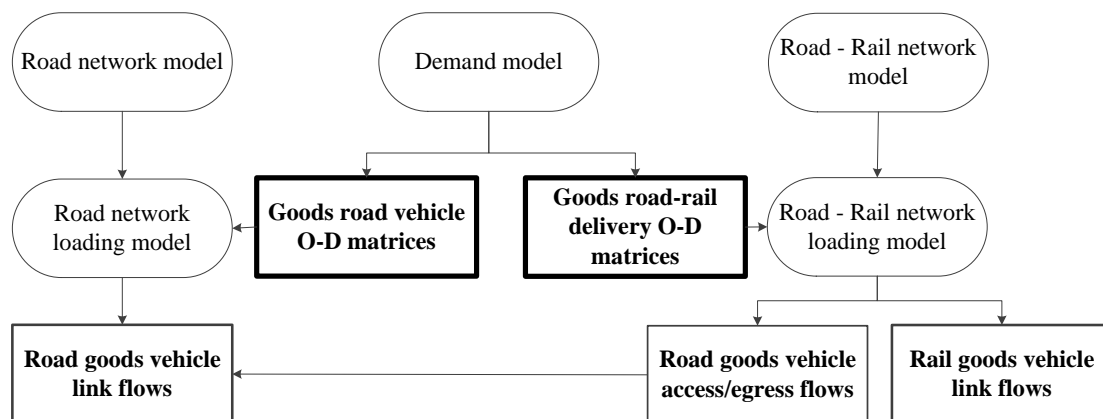 Road network model
Demand model
Road - Rail network
model
Road network
loading model
Goods road vehicle
O-D matrices
Goods road-rail
delivery O-D
matrices
Road - Rail network
loading model
Road goods vehicle
link flows
Road goods vehicle
access/egress flows
Rail goods vehicle
link flows